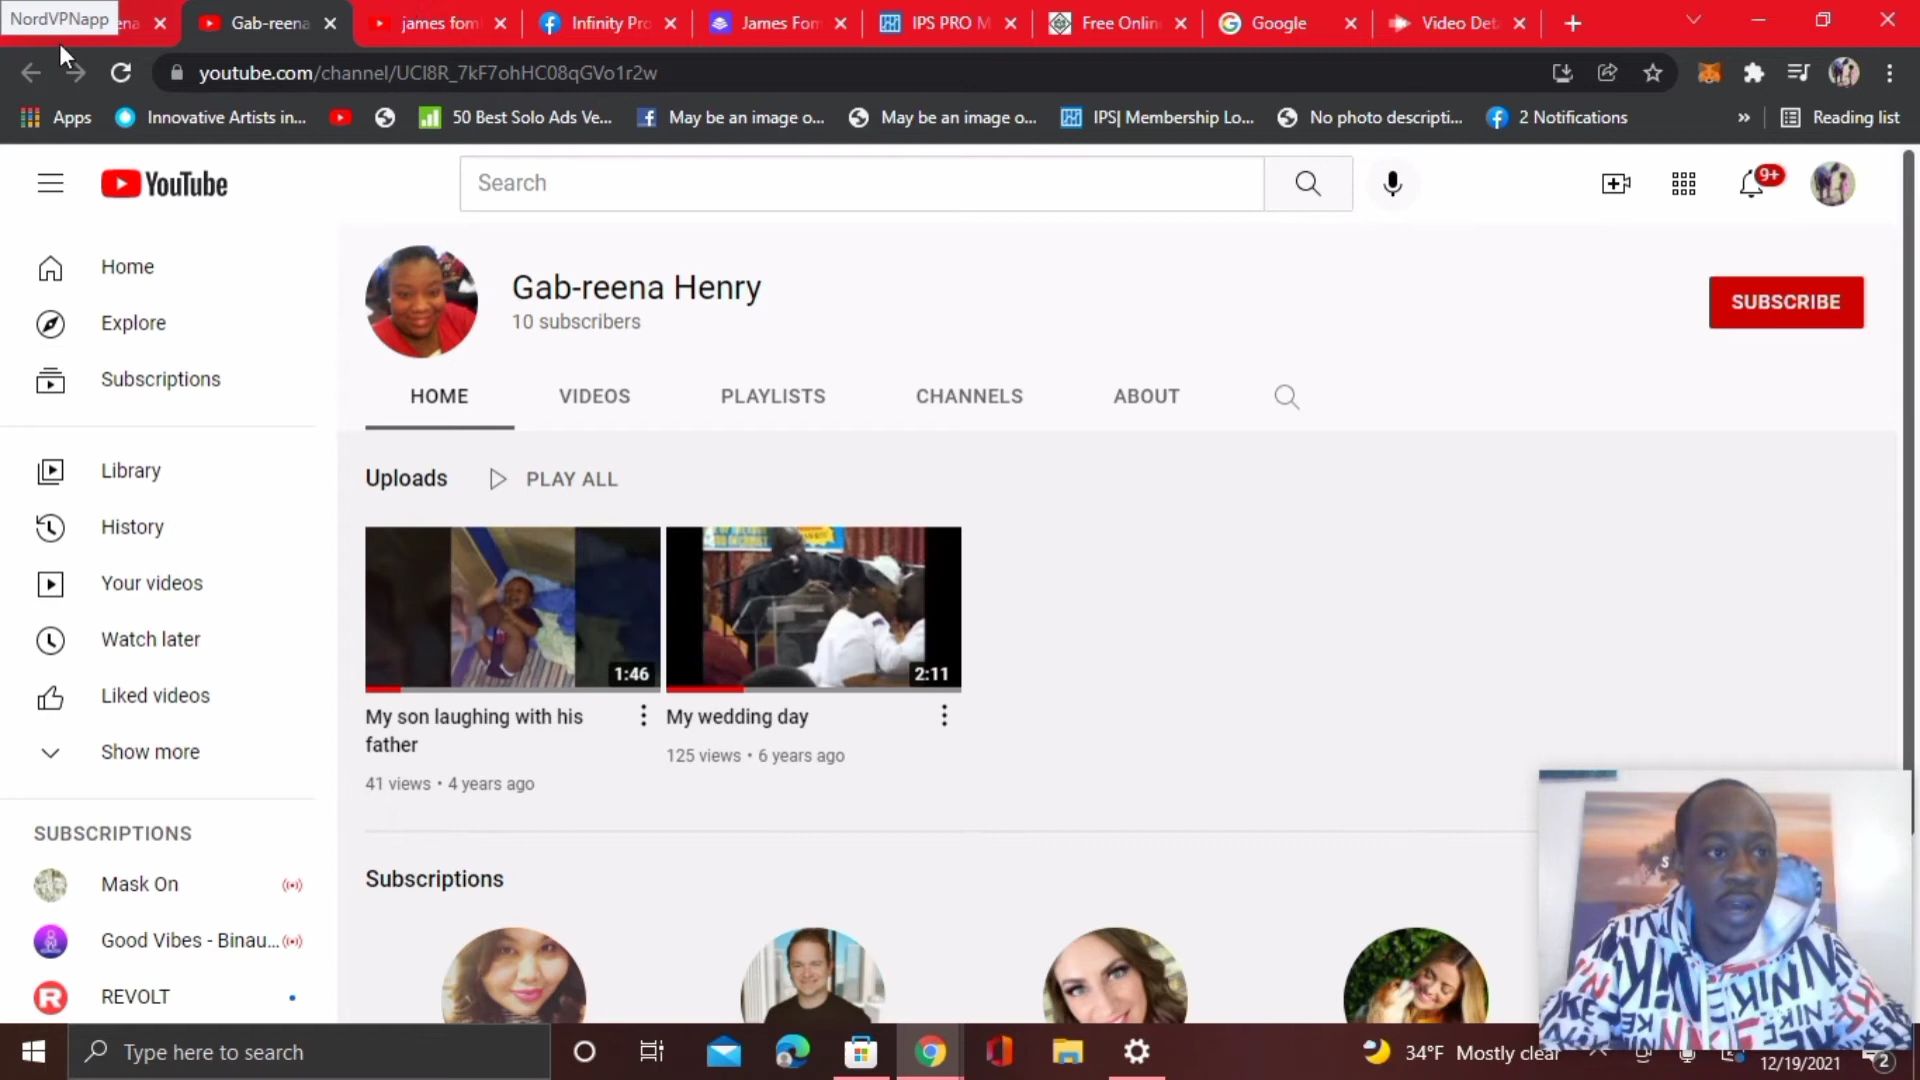 NordVPNapp
ena
Gab-reena
james fom
Infinity Pro
James Fom
IPS PRO M
Free Onlin
Google
Video Det
youtube.com/channel/UCI8R_7kF7ohHC08qGVo1r2w
Apps
Innovative Artists in...
50 Best Solo Ads Ve...
May be an image o...
May be an image o...
IPS| Membership Lo...
No photo descripti...
2 Notifications
»
Reading list
YouTube
Search
9+
Home
Explore
Subscriptions
Library
History
Your videos
Watch later
Liked videos
Show more
SUBSCRIPTIONS
Mask On
Good Vibes - Binau...
REVOLT
Gab-reena Henry
10 subscribers
SUBSCRIBE
HOME
VIDEOS
PLAYLISTS
CHANNELS
ABOUT
Uploads
PLAY ALL
1:46
2:11
My son laughing with his
father
41 views • 4 years ago
My wedding day
125 views • 6 years ago
Subscriptions
Type here to search
34°F Mostly clear
12/19/2021
2